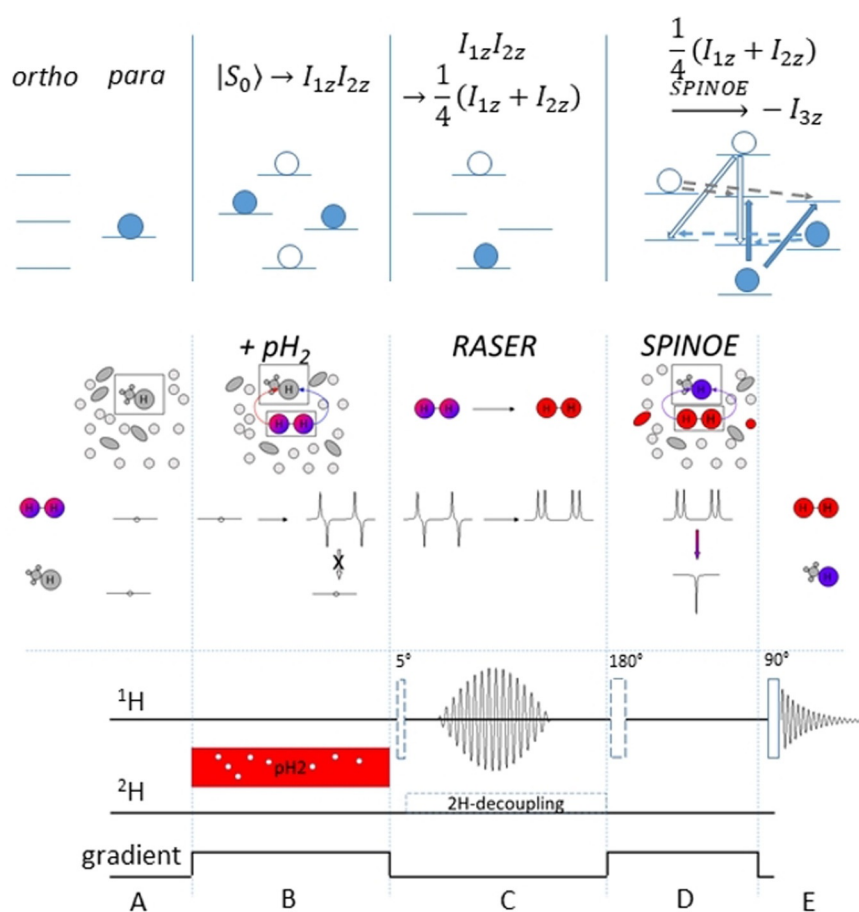 ortho para
|S₀⟩ → I₁zI₂z
I₁zI₂z
→ 1/4 (I₁z + I₂z)
1/4 (I₁z + I₂z)
SPINOE
⟶ − I₃z
+ pH₂ RASER SPINOE
H
H
H H
H H
H H
H
H H
H H
H H
X
H
H
5° 180° 90°
¹H
pH2
²H
2H-decoupling
gradient
A B C D E